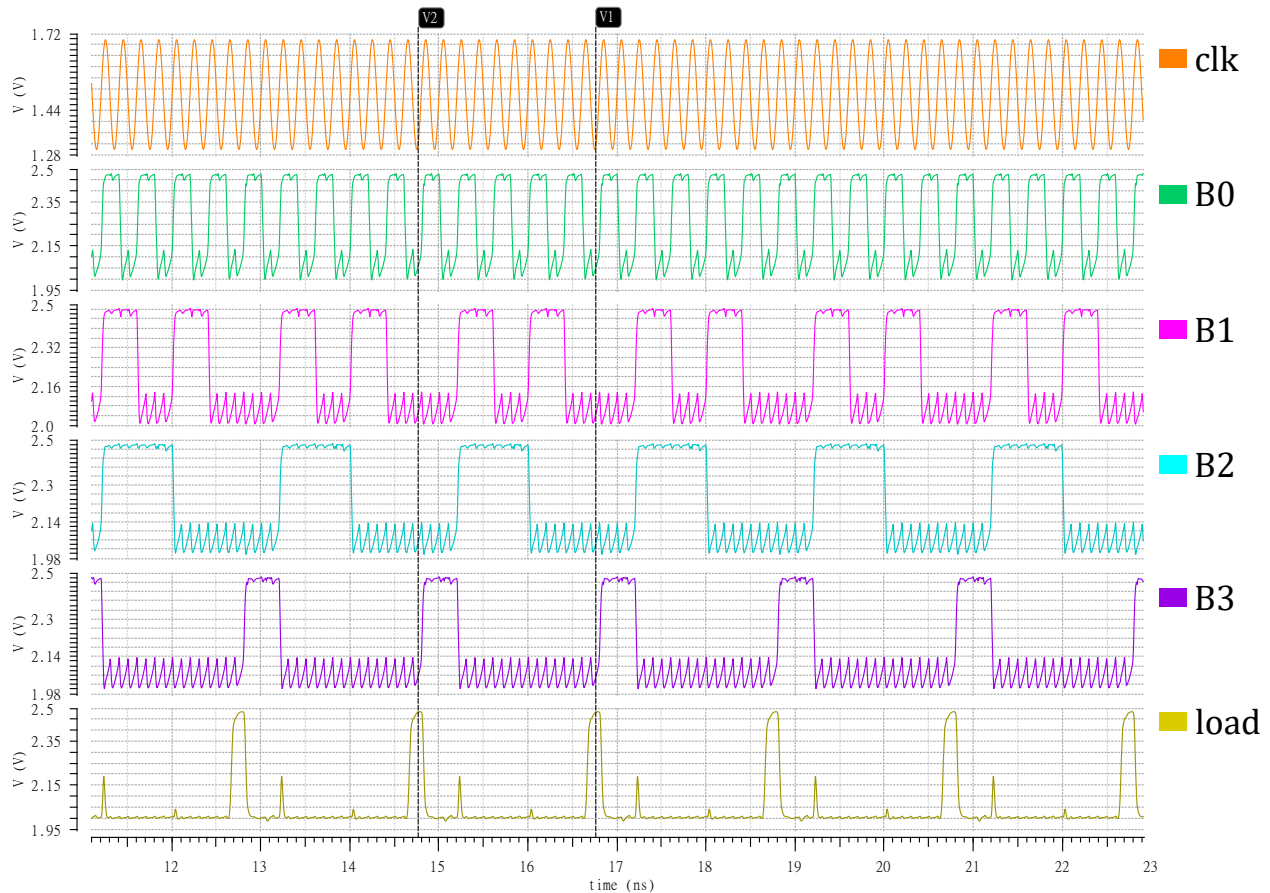 V2
V1
1.72
1.44
1.28
V (V)
clk
2.5
2.35
2.15
1.95
V (V)
B0
2.5
2.32
2.16
2.0
V (V)
B1
2.5
2.3
2.14
1.98
V (V)
B2
2.5
2.3
2.14
1.98
V (V)
B3
2.5
2.35
2.15
1.95
V (V)
load
12 13 14 15 16 17 18 19 20 21 22 23
time (ns)